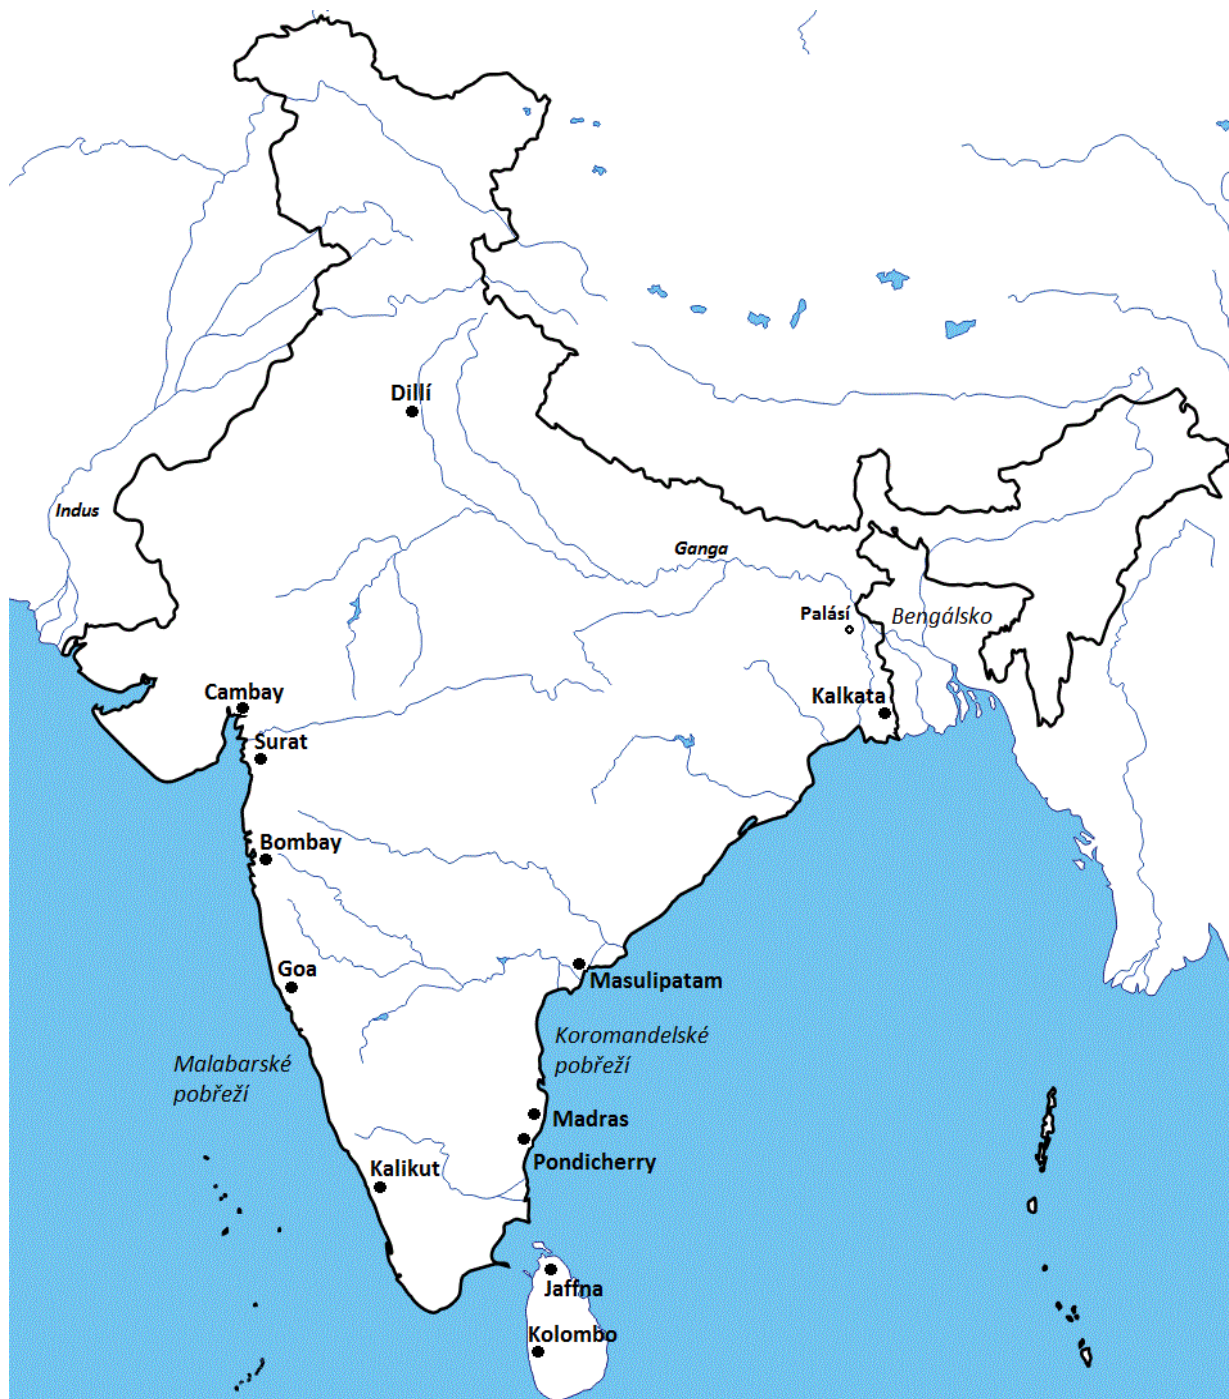 Dillí
Indus
Ganga
Palásí
Bengálsko
Cambay
Kalkata
Surat
Bombay
Goa
Masulipatam
Koromandelské
pobřeží
Malabarské
pobřeží
Madras
Pondicherry
Kalikut
Jaffna
Kolombo